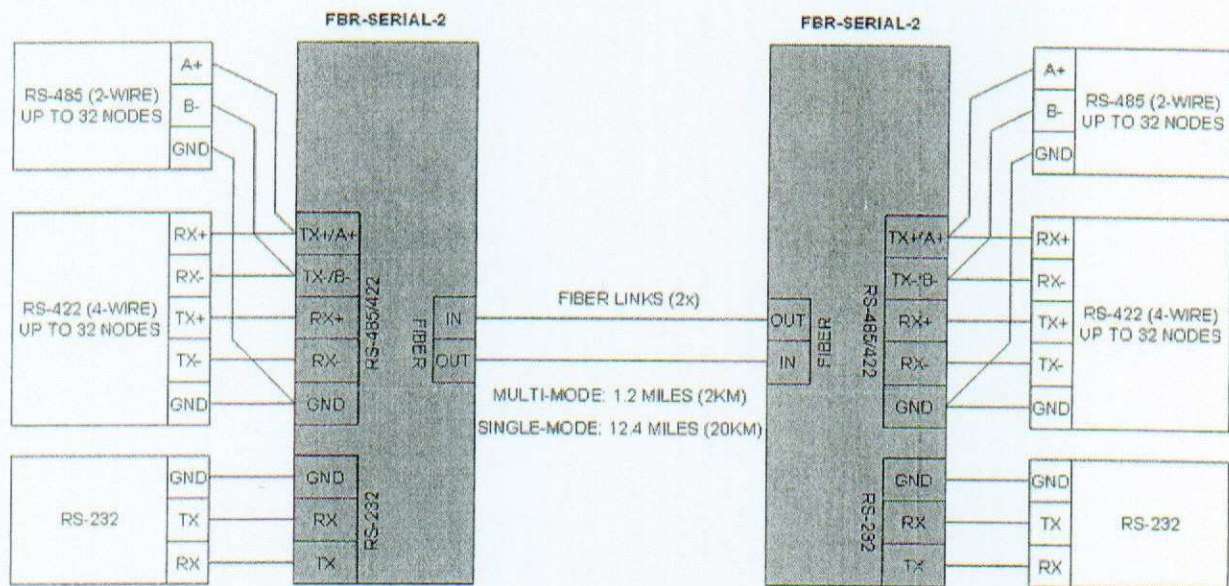 FBR-SERIAL-2
FBR-SERIAL-2
RS-485 (2-WIRE)
UP TO 32 NODES
A+
B-
GND
RS-422 (4-WIRE)
UP TO 32 NODES
RX+
RX-
TX+
TX-
GND
RS-232
GND
TX
RX
TX+/A+
TX-/B-
RX+
RX-
GND
RS-485/422
GND
RX
TX
RS-232
FIBER
IN
OUT
FIBER LINKS (2x)
MULTI-MODE: 1.2 MILES (2KM)
SINGLE-MODE: 12.4 MILES (20KM)
OUT
IN
FIBER
RS-485/422
TX+/A+
TX-/B-
RX+
RX-
GND
RS-232
GND
RX
TX
A+
B-
GND
RS-485 (2-WIRE)
UP TO 32 NODES
RX+
RX-
TX+
TX-
GND
RS-422 (4-WIRE)
UP TO 32 NODES
GND
TX
RX
RS-232